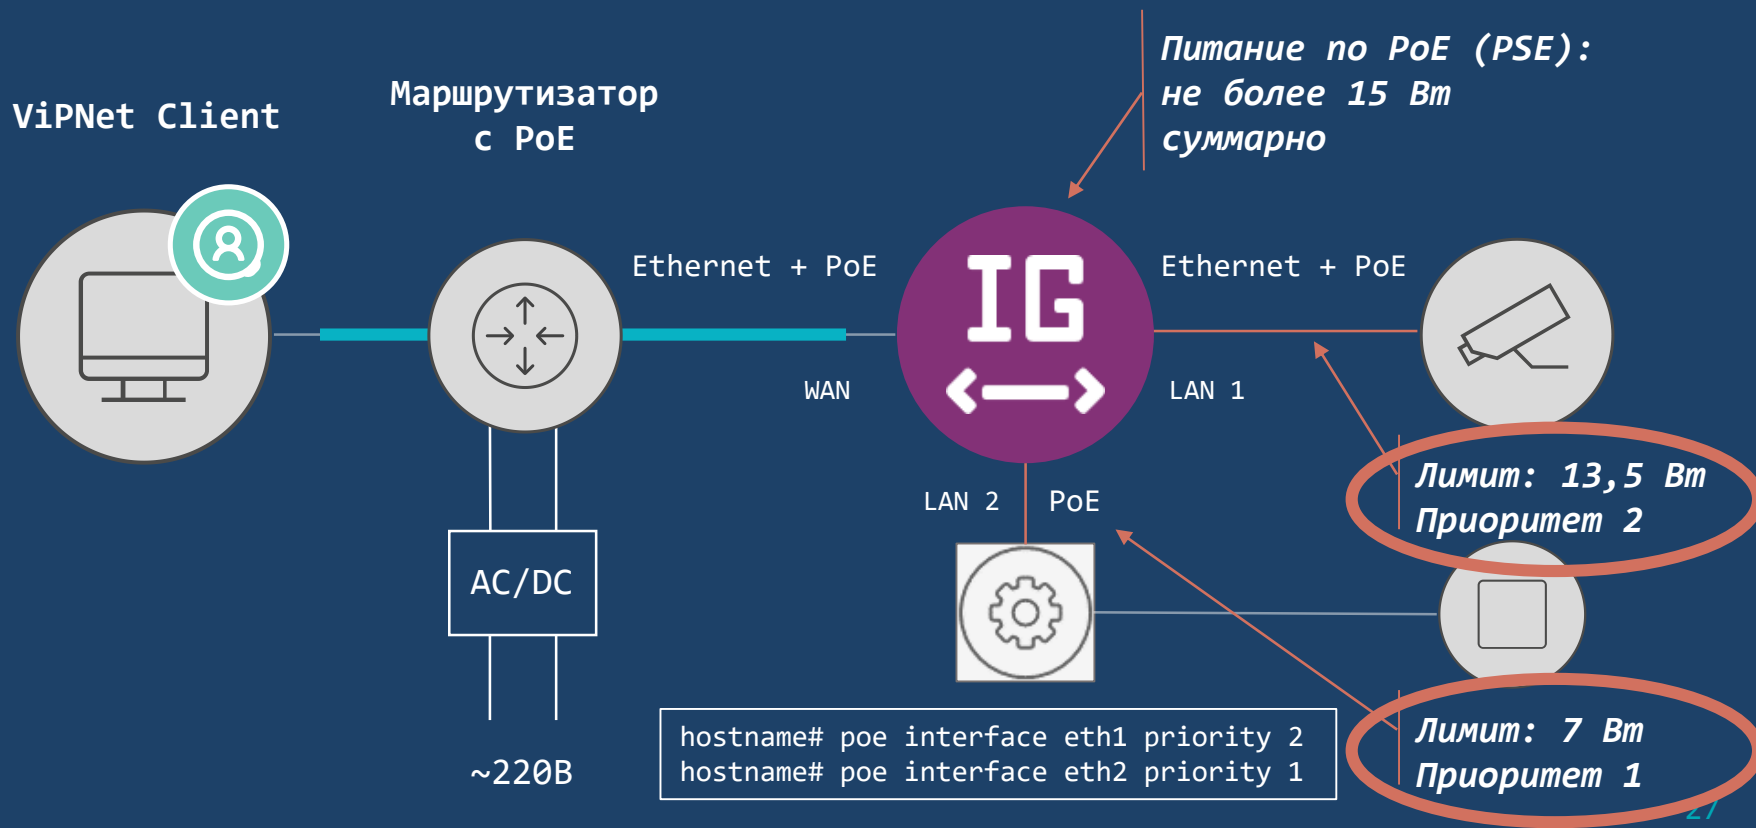 Питание по PoE (PSE):
не более 15 Вт
суммарно
ViPNet Client
Маршрутизатор
с PoE
Ethernet + PoE
IG
Ethernet + PoE
WAN
LAN 1
LAN 2
PoE
Лимит: 13,5 Вт
Приоритет 2
AC/DC
~220В
hostname# poe interface eth1 priority 2
hostname# poe interface eth2 priority 1
Лимит: 7 Вт
Приоритет 1
27